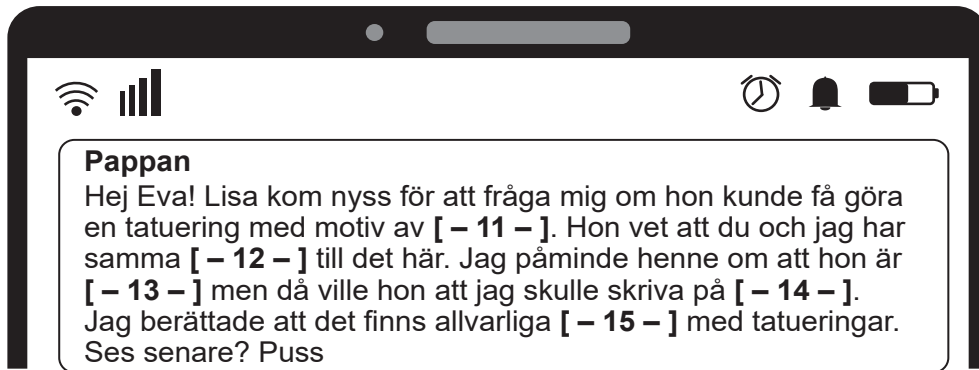 Pappan
Hej Eva! Lisa kom nyss för att fråga mig om hon kunde få göra
en tatuering med motiv av [ – 11 – ]. Hon vet att du och jag har
samma [ – 12 – ] till det här. Jag påminde henne om att hon är
[ – 13 – ] men då ville hon att jag skulle skriva på [ – 14 – ].
Jag berättade att det finns allvarliga [ – 15 – ] med tatueringar.
Ses senare? Puss